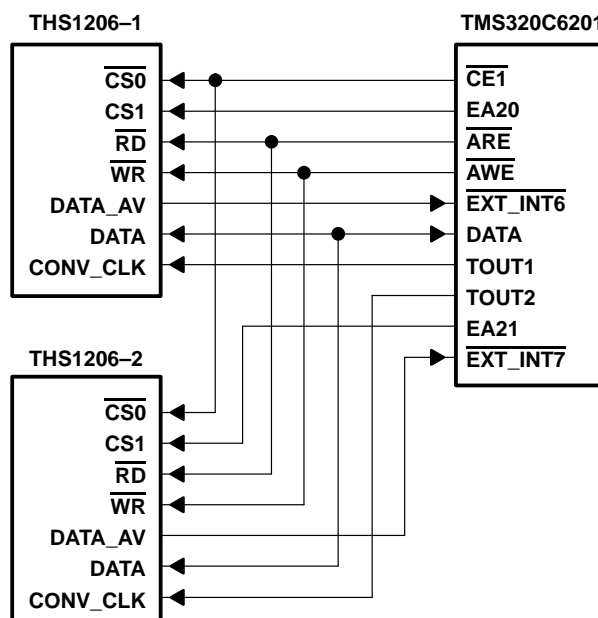 THS1206–1
CS0
CS1
RD
WR
DATA_AV
DATA
CONV_CLK
TMS320C6201
CE1
EA20
ARE
AWE
EXT_INT6
DATA
TOUT1
TOUT2
EA21
EXT_INT7
THS1206–2
CS0
CS1
RD
WR
DATA_AV
DATA
CONV_CLK